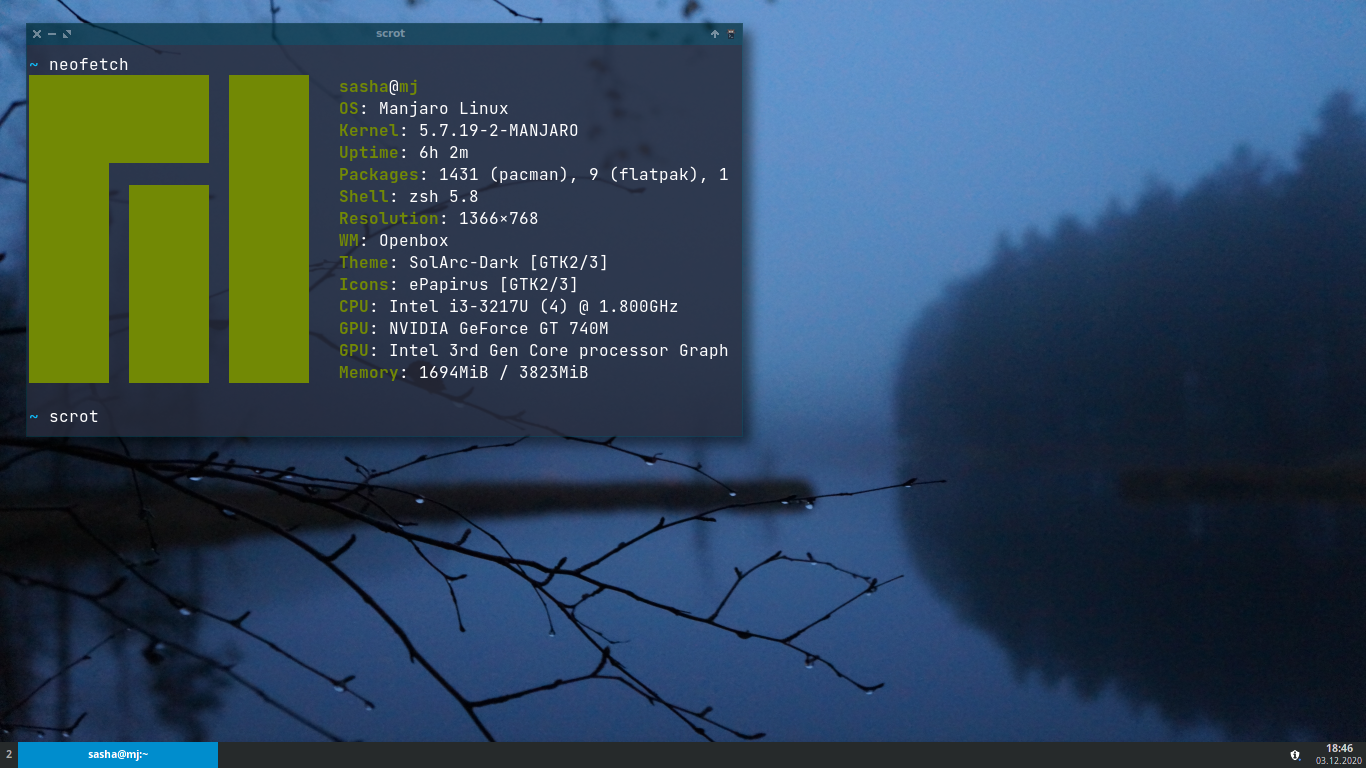 scrot
~ neofetch
sasha@mj
OS: Manjaro Linux
Kernel: 5.7.19-2-MANJARO
Uptime: 6h 2m
Packages: 1431 (pacman), 9 (flatpak), 1
Shell: zsh 5.8
Resolution: 1366×768
WM: Openbox
Theme: SolArc-Dark [GTK2/3]
Icons: ePapirus [GTK2/3]
CPU: Intel i3-3217U (4) @ 1.800GHz
GPU: NVIDIA GeForce GT 740M
GPU: Intel 3rd Gen Core processor Graph
Memory: 1694MiB / 3823MiB
~ scrot
2
sasha@mj:~
18:46
03.12.2020